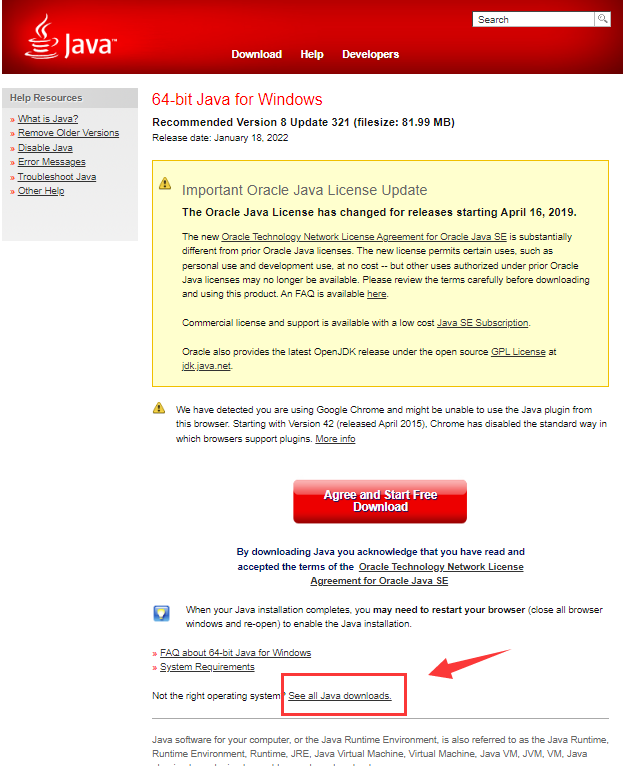 Java™
Search
Download Help Developers
Help Resources
» What is Java?
» Remove Older Versions
» Disable Java
» Error Messages
» Troubleshoot Java
» Other Help
64-bit Java for Windows
Recommended Version 8 Update 321 (filesize: 81.99 MB)
Release date: January 18, 2022
Important Oracle Java License Update
The Oracle Java License has changed for releases starting April 16, 2019.
The new Oracle Technology Network License Agreement for Oracle Java SE is substantially
different from prior Oracle Java licenses. The new license permits certain uses, such as
personal use and development use, at no cost -- but other uses authorized under prior Oracle
Java licenses may no longer be available. Please review the terms carefully before downloading
and using this product. An FAQ is available here.
Commercial license and support is available with a low cost Java SE Subscription.
Oracle also provides the latest OpenJDK release under the open source GPL License at
jdk.java.net.
We have detected you are using Google Chrome and might be unable to use the Java plugin from
this browser. Starting with Version 42 (released April 2015), Chrome has disabled the standard way in
which browsers support plugins. More info
Agree and Start Free
Download
By downloading Java you acknowledge that you have read and
accepted the terms of the Oracle Technology Network License
Agreement for Oracle Java SE
When your Java installation completes, you may need to restart your browser (close all browser
windows and re-open) to enable the Java installation.
» FAQ about 64-bit Java for Windows
» System Requirements
Not the right operating system? See all Java downloads.
Java software for your computer, or the Java Runtime Environment, is also referred to as the Java Runtime,
Runtime Environment, Runtime, JRE, Java Virtual Machine, Virtual Machine, Java VM, JVM, VM, Java